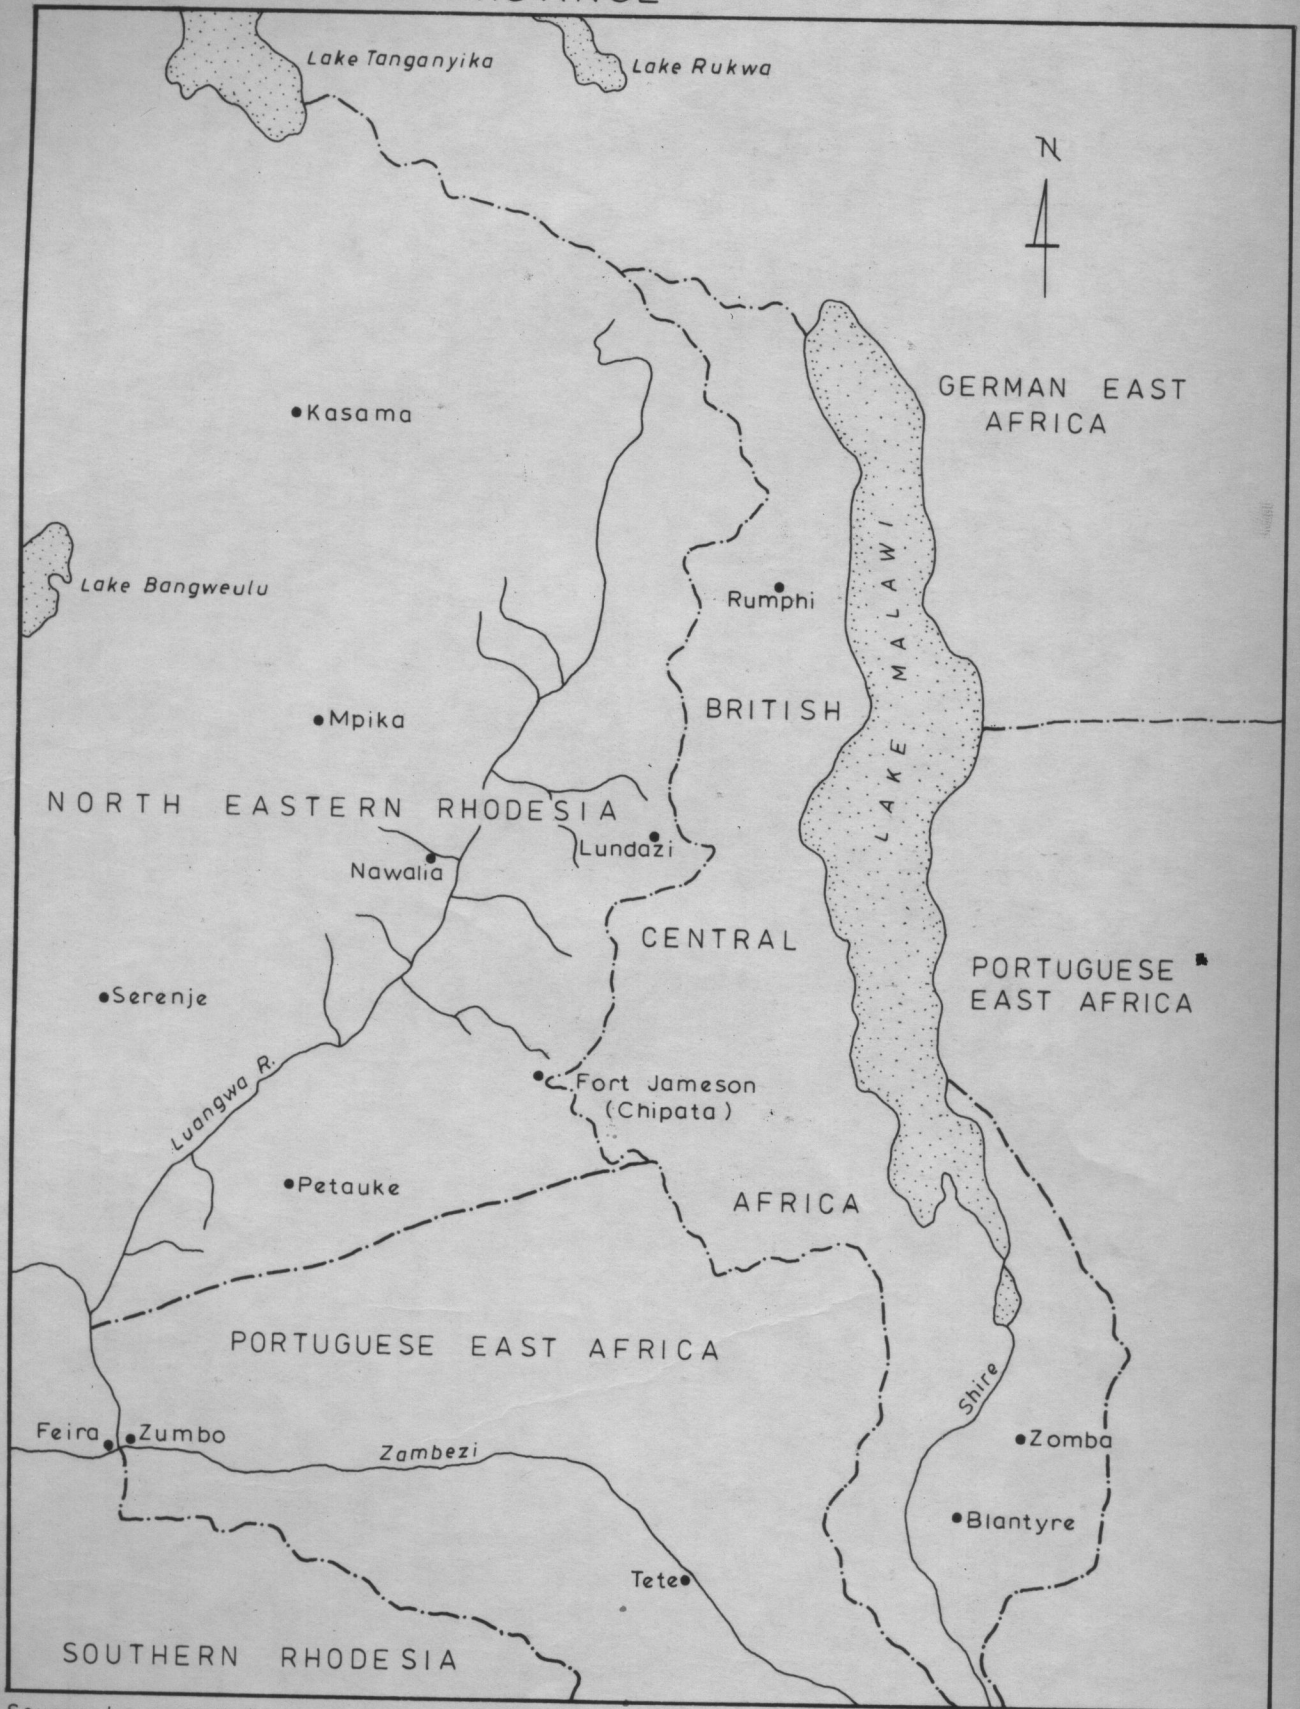 Lake Tanganyika
Lake Rukwa
N
GERMAN EAST
AFRICA
Kasama
Lake Bangweulu
Rumphi
LAKE MALAWI
Mpika
BRITISH
NORTH EASTERN RHODESIA
Lundazi
Nawalia
CENTRAL
PORTUGUESE
EAST AFRICA
Serenje
Luangwa R.
Fort Jameson
(Chipata)
Petauke
AFRICA
PORTUGUESE EAST AFRICA
Shire
Feira
Zumbo
Zambezi
Zomba
Blantyre
Tete
SOUTHERN RHODESIA